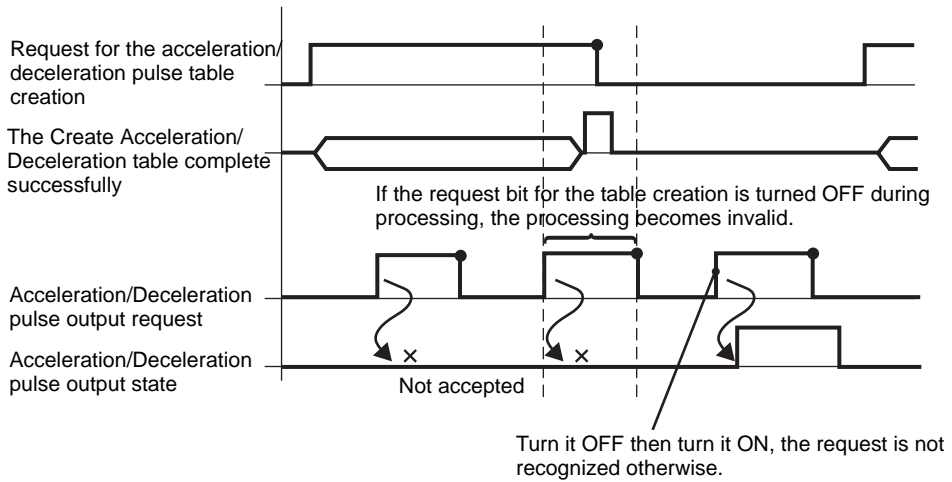 Request for the acceleration/
deceleration pulse table
creation
The Create Acceleration/
Deceleration table complete
successfully
If the request bit for the table creation is turned OFF during
processing, the processing becomes invalid.
Acceleration/Deceleration
pulse output request
Acceleration/Deceleration
pulse output state
×
×
Not accepted
Turn it OFF then turn it ON, the request is not
recognized otherwise.